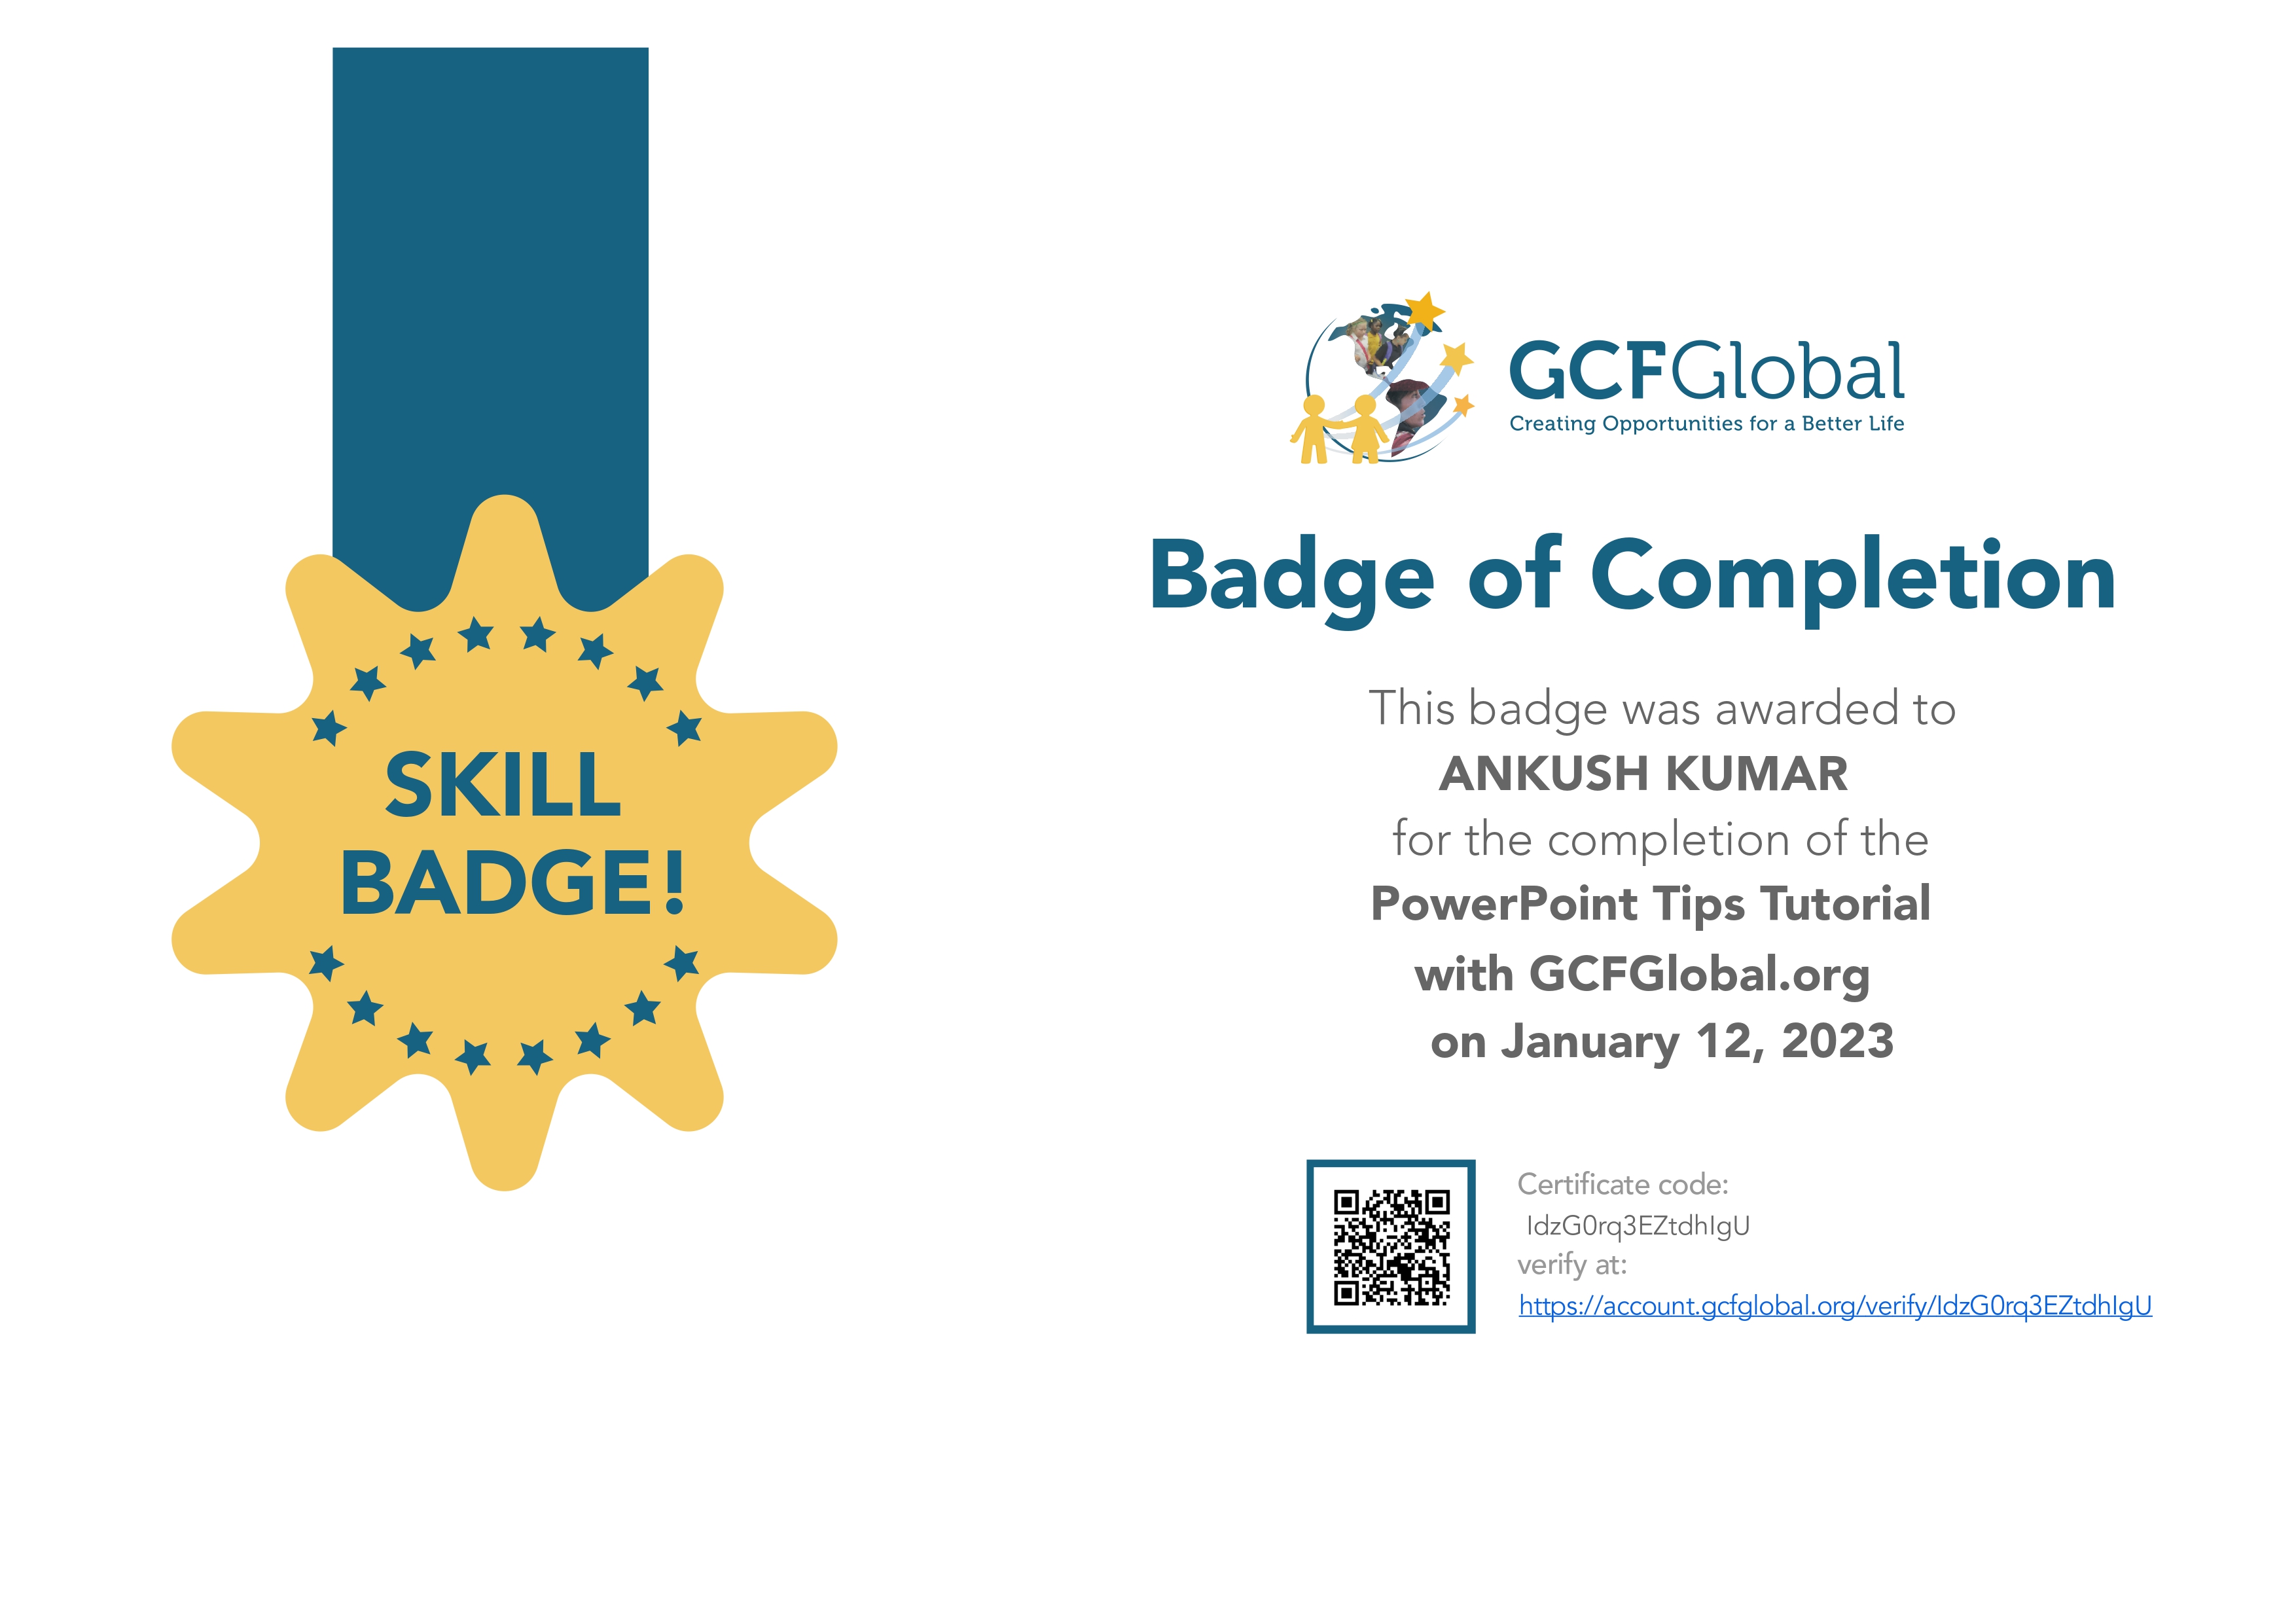 SKILL
BADGE!
GCFGlobal
Creating Opportunities for a Better Life
Badge of Completion
This badge was awarded to
ANKUSH KUMAR
for the completion of the
PowerPoint Tips Tutorial
with GCFGlobal.org
on January 12, 2023
Certificate code:
IdzG0rq3EZtdhIgU
verify at:
https://account.gcfglobal.org/verify/IdzG0rq3EZtdhIgU